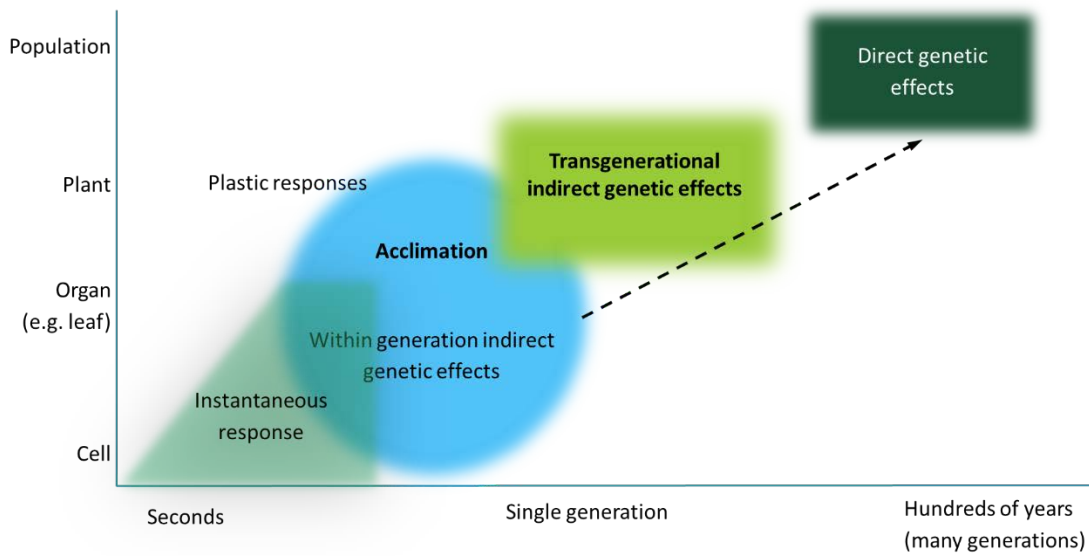 Population
Direct genetic
effects
Plant
Plastic responses
Transgenerational
indirect genetic effects
Acclimation
Organ
(e.g. leaf)
Within generation indirect
genetic effects
Instantaneous
response
Cell
Seconds
Single generation
Hundreds of years
(many generations)